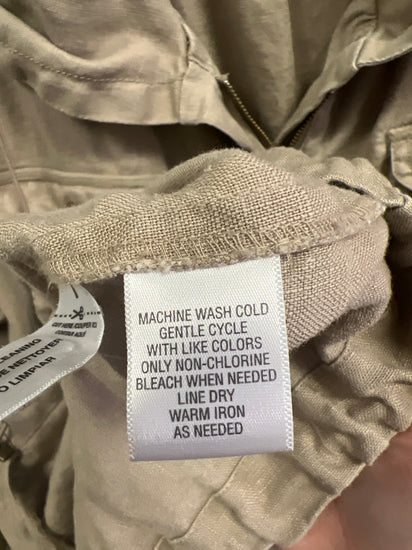 MACHINE WASH COLD
GENTLE CYCLE
WITH LIKE COLORS
ONLY NON-CHLORINE
BLEACH WHEN NEEDED
LINE DRY
WARM IRON
AS NEEDED
LIMPIAR